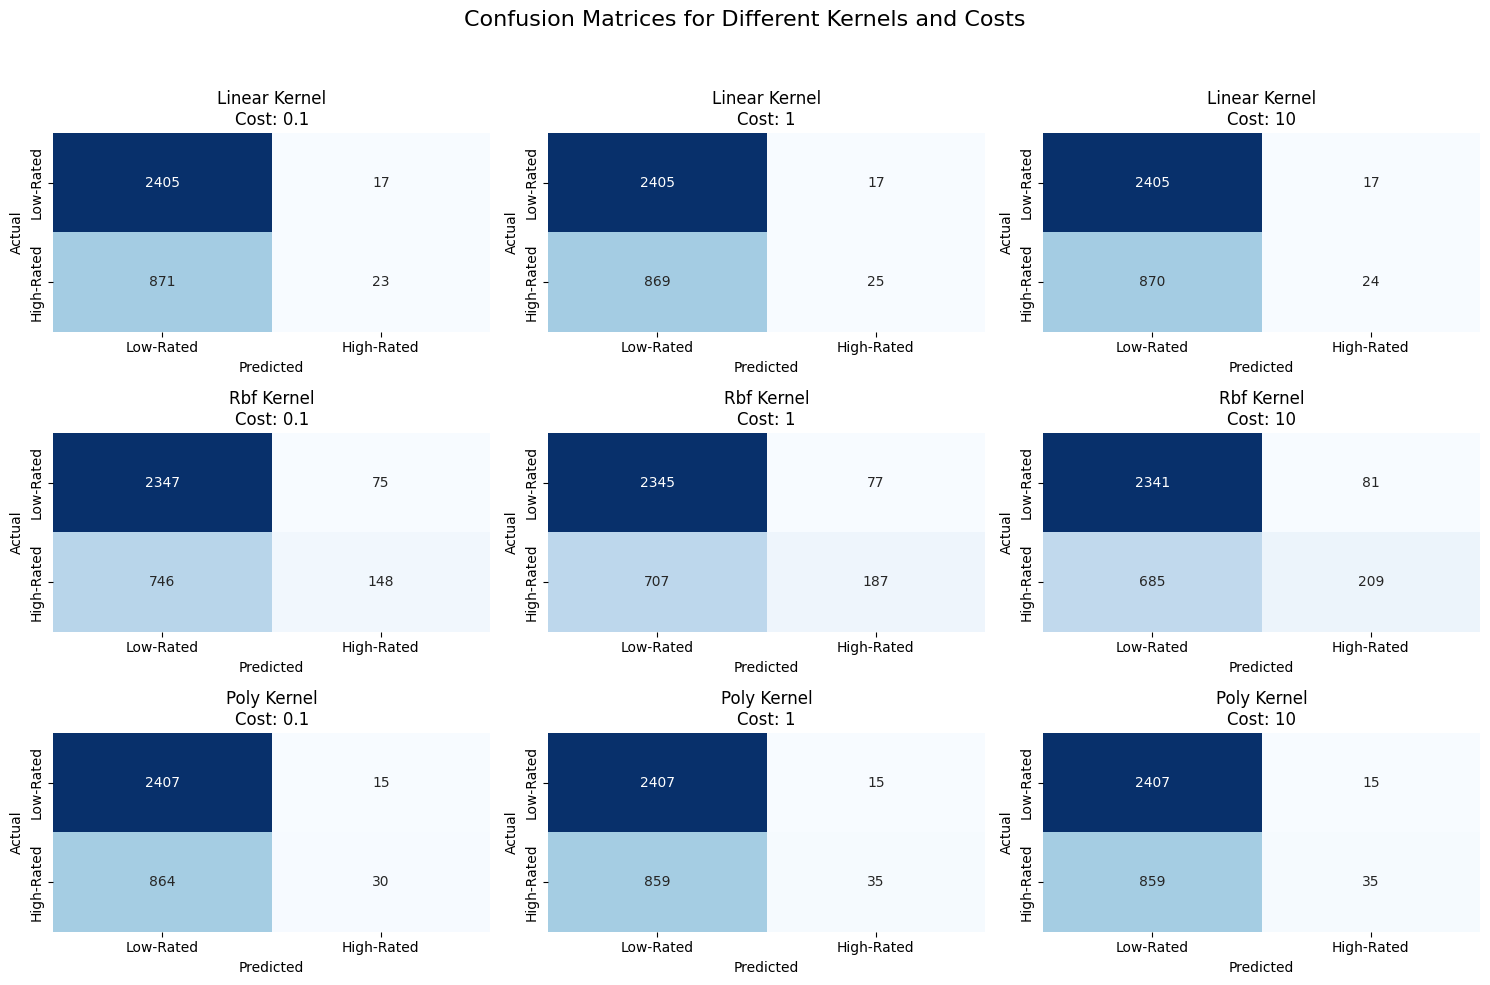 Confusion Matrices for Different Kernels and Costs
Linear Kernel
Cost: 0.1
Actual
Low-Rated
High-Rated
2405
17
871
23
Low-Rated
High-Rated
Predicted
Linear Kernel
Cost: 1
Actual
Low-Rated
High-Rated
2405
17
869
25
Low-Rated
High-Rated
Predicted
Linear Kernel
Cost: 10
Actual
Low-Rated
High-Rated
2405
17
870
24
Low-Rated
High-Rated
Predicted
Rbf Kernel
Cost: 0.1
Actual
Low-Rated
High-Rated
2347
75
746
148
Low-Rated
High-Rated
Predicted
Rbf Kernel
Cost: 1
Actual
Low-Rated
High-Rated
2345
77
707
187
Low-Rated
High-Rated
Predicted
Rbf Kernel
Cost: 10
Actual
Low-Rated
High-Rated
2341
81
685
209
Low-Rated
High-Rated
Predicted
Poly Kernel
Cost: 0.1
Actual
Low-Rated
High-Rated
2407
15
864
30
Low-Rated
High-Rated
Predicted
Poly Kernel
Cost: 1
Actual
Low-Rated
High-Rated
2407
15
859
35
Low-Rated
High-Rated
Predicted
Poly Kernel
Cost: 10
Actual
Low-Rated
High-Rated
2407
15
859
35
Low-Rated
High-Rated
Predicted